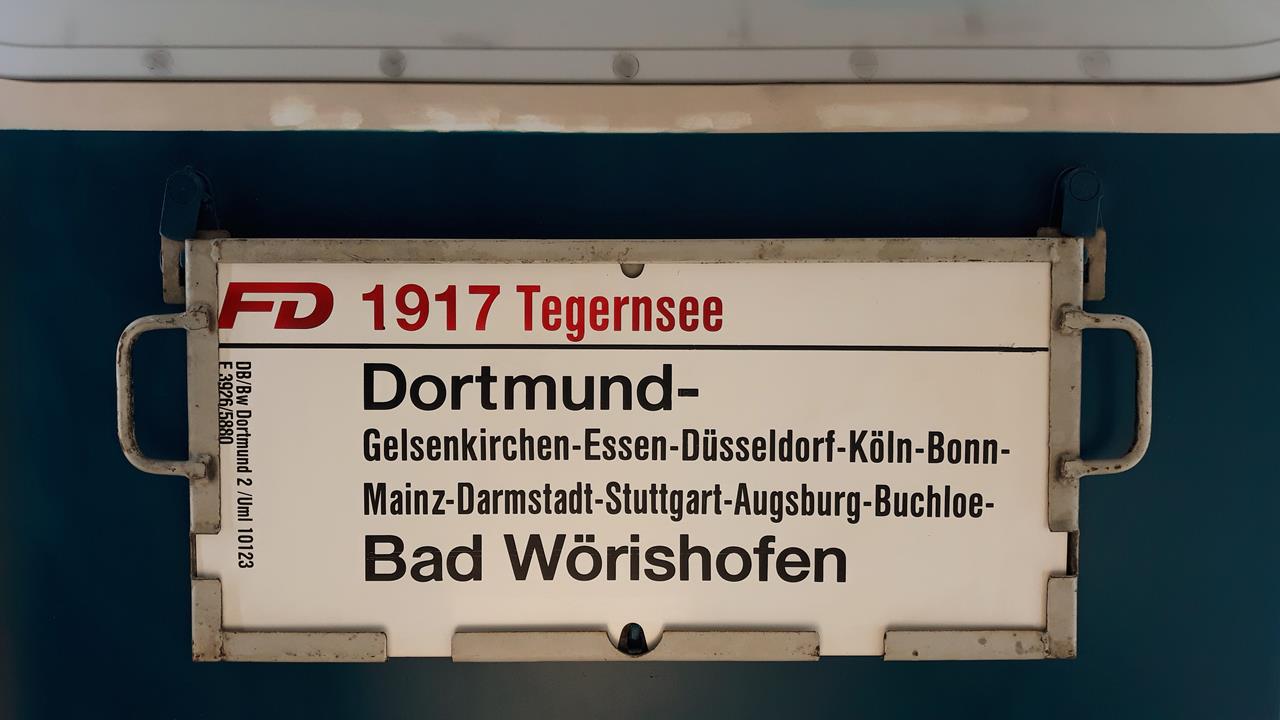 FD 1917 Tegernsee
Dortmund-
Gelsenkirchen-Essen-Düsseldorf-Köln-Bonn-
Mainz-Darmstadt-Stuttgart-Augsburg-Buchloe-
Bad Wörishofen
DB/Bw Dortmund 2 /Uml 10123
E 3926/5880